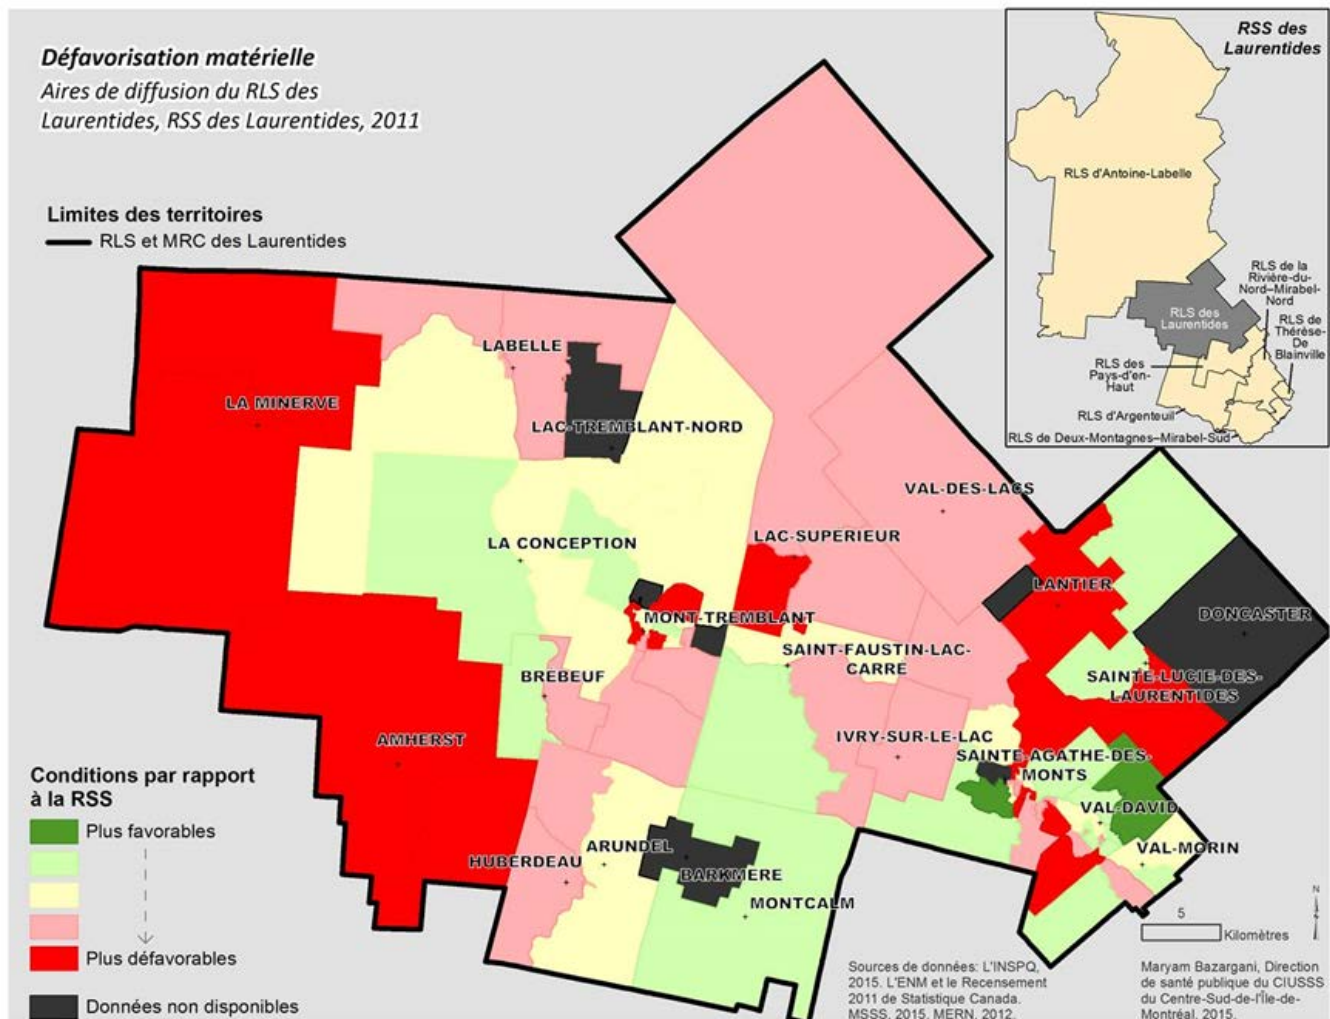 Défavorisation matérielle
Aires de diffusion du RLS des
Laurentides, RSS des Laurentides, 2011
Limites des territoires
RLS et MRC des Laurentides
RSS des
Laurentides
RLS d'Antoine-Labelle
RLS de la
Rivière-du-
Nord–Mirabel-
Nord
RLS des
Laurentides
RLS de
Thérèse-
De
Blainville
RLS des
Pays-d'en-
Haut
RLS d'Argenteuil
RLS de Deux-Montagnes–Mirabel-Sud
LABELLE
LA MINERVE
LAC-TREMBLANT-NORD
VAL-DES-LACS
LAC-SUPERIEUR
LA CONCEPTION
LANTIER
DONCASTER
MONT-TREMBLANT
SAINT-FAUSTIN-LAC-
CARRE
BREBEUF
SAINTE-LUCIE-DES-
LAURENTIDES
AMHERST
IVRY-SUR-LE-LAC
SAINTE-AGATHE-DES-
MONTS
VAL-DAVID
VAL-MORIN
ARUNDEL
HUBERDEAU
BARKMERE
MONTCALM
Conditions par rapport
à la RSS
Plus favorables
Plus défavorables
Données non disponibles
N
5
Kilomètres
Sources de données: L'INSPQ,
2015. L'ENM et le Recensement
2011 de Statistique Canada.
MSSS, 2015. MERN, 2012.
Maryam Bazargani, Direction
de santé publique du CIUSSS
du Centre-Sud-de-l'Île-de-
Montréal, 2015.